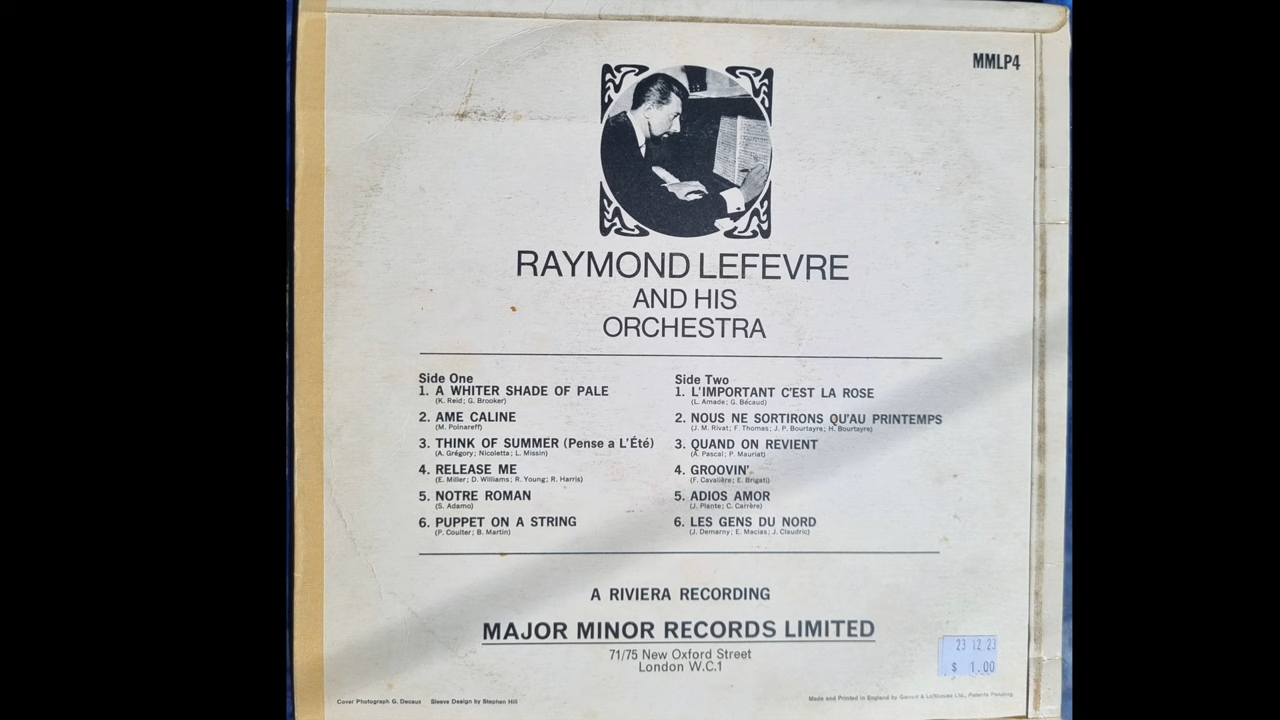 MMLP4
RAYMOND LEFEVRE
AND HIS
ORCHESTRA
Side One
1. A WHITER SHADE OF PALE
(K. Reid; G. Brooker)
2. AME CALINE
(M. Polnareff)
3. THINK OF SUMMER (Pense a L'Été)
(A. Grégory; Nicoletta; L. Missin)
4. RELEASE ME
(E. Miller; D. Williams; R. Young; R. Harris)
5. NOTRE ROMAN
(S. Adamo)
6. PUPPET ON A STRING
(P. Coulter; B. Martin)
Side Two
1. L'IMPORTANT C'EST LA ROSE
(L. Amade; G. Bécaud)
2. NOUS NE SORTIRONS QU'AU PRINTEMPS
(J. M. Rivat; F. Thomas; J. P. Bourtayre; H. Bourtayre)
3. QUAND ON REVIENT
(A. Pascal; P. Mauriat)
4. GROOVIN'
(F. Cavalière; E. Brigati)
5. ADIOS AMOR
(J. Plante; C. Carrère)
6. LES GENS DU NORD
(J. Demarny; E. Macias; J. Claudric)
A RIVIERA RECORDING
MAJOR MINOR RECORDS LIMITED
71/75 New Oxford Street
London W.C.1
23 12 23
$ 1.00
Cover Photograph G. Decaux Sleeve Design by Stephen Hill
Made and Printed in England by Garrod & Lofthouse Ltd., Patents Pending